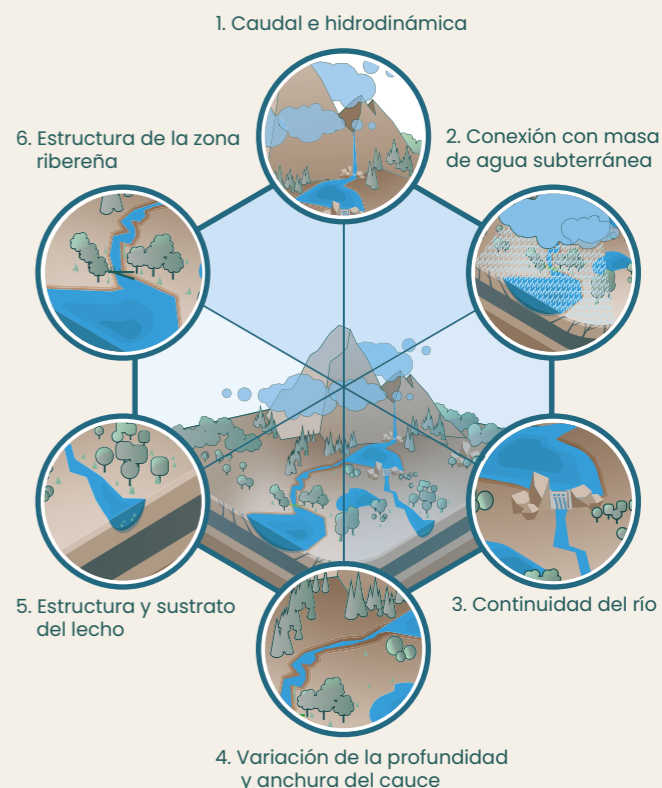 1. Caudal e hidrodinámica
2. Conexión con masa
de agua subterránea
3. Continuidad del río
4. Variación de la profundidad
y anchura del cauce
5. Estructura y sustrato
del lecho
6. Estructura de la zona
ribereña